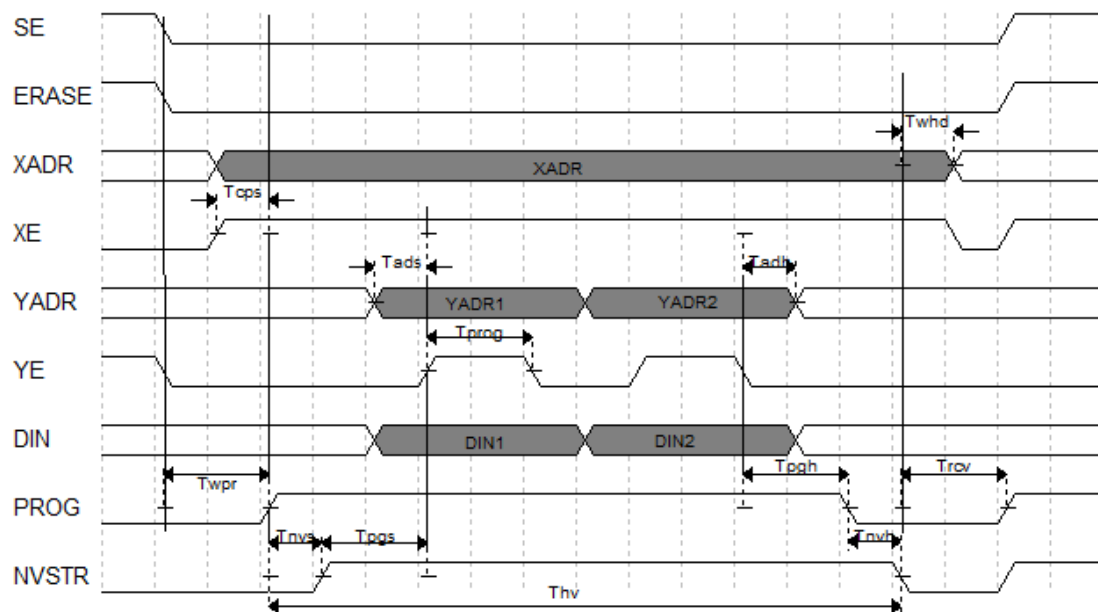 SE
ERASE
Twhd
XADR
XADR
Tcps
XE
Tads
Tadh
YADR
YADR1
YADR2
Tprog
YE
DIN
DIN1
DIN2
Twpr
Tpgh
Trcv
PROG
Tnvs
Tpgs
Tnvh
NVSTR
Thv